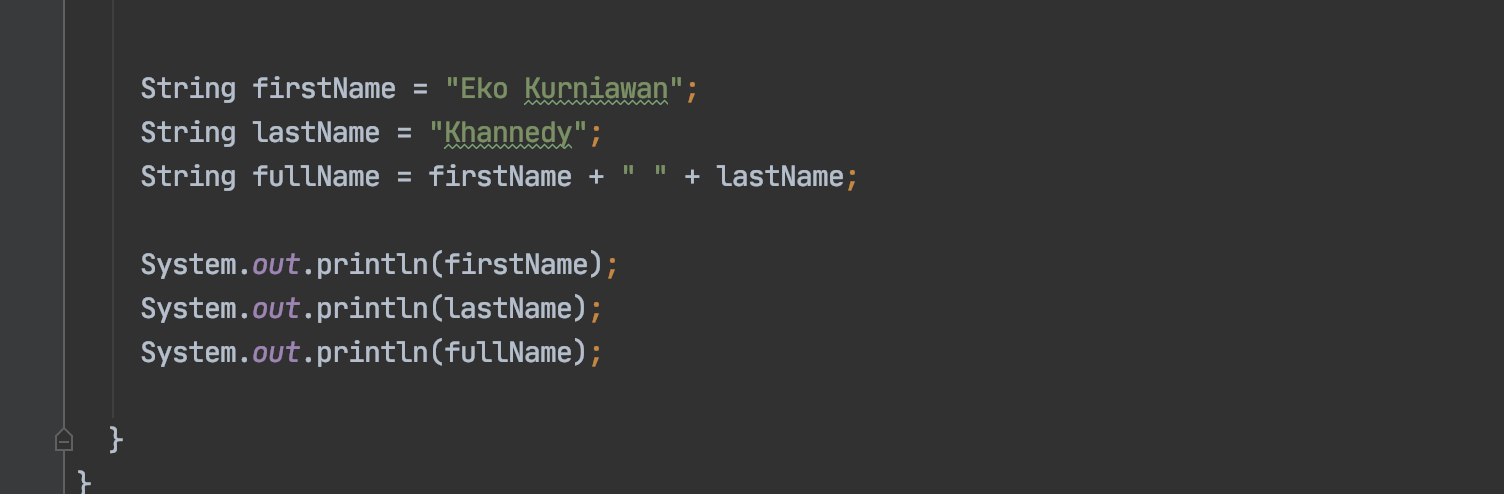 String firstName = "Eko Kurniawan";
String lastName = "Khannedy";
String fullName = firstName + " " + lastName;
System.out.println(firstName);
System.out.println(lastName);
System.out.println(fullName);
}
}